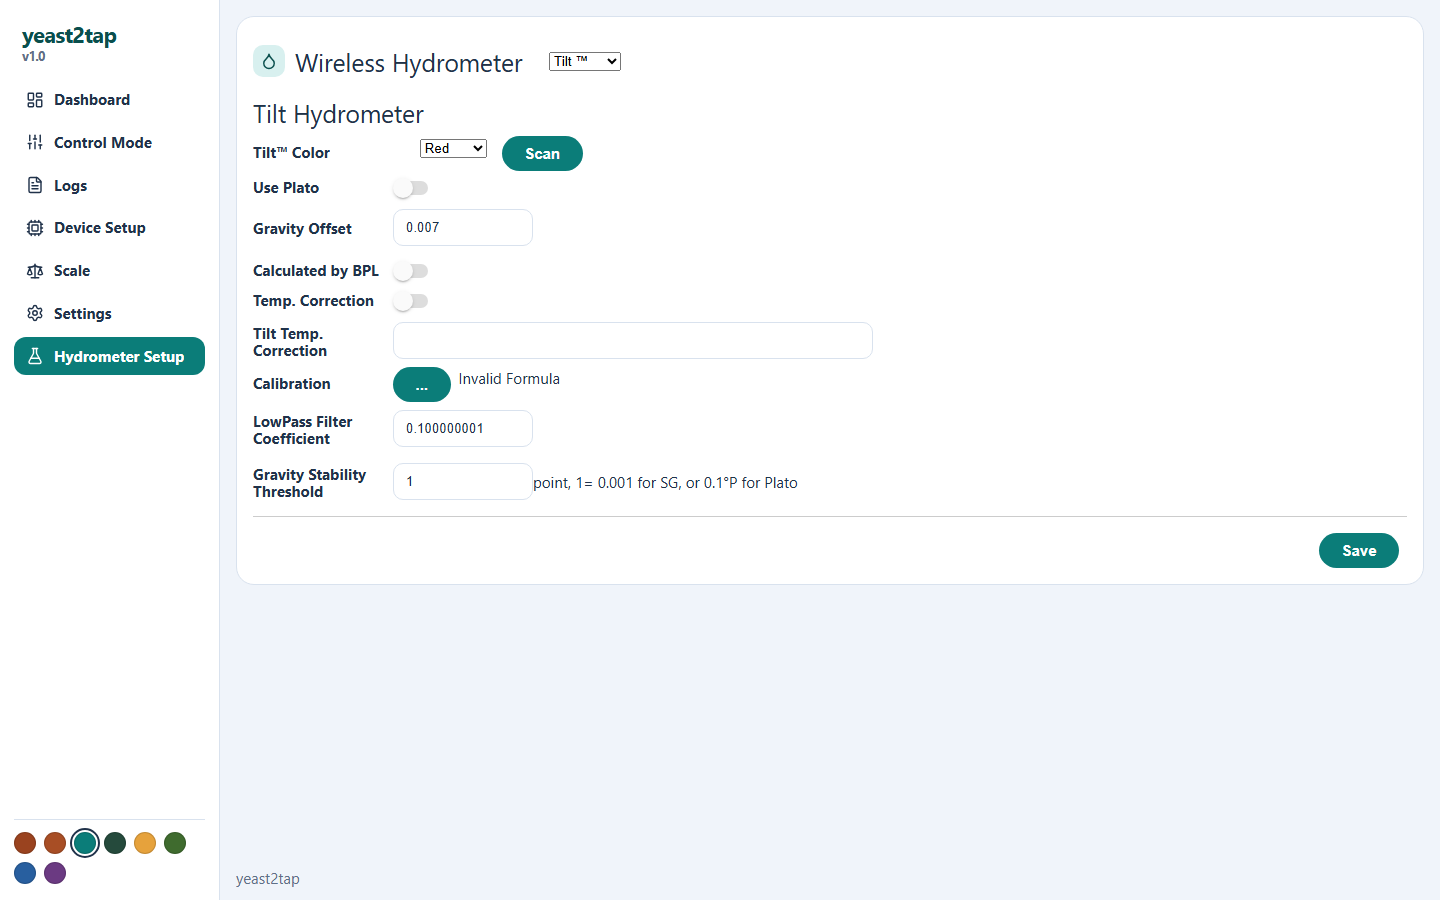 yeast2tap
v1.0
Dashboard
Control Mode
Logs
Device Setup
Scale
Settings
Hydrometer Setup
Wireless Hydrometer
Tilt ™
Tilt Hydrometer
Tilt™ Color
Red
Scan
Use Plato
Gravity Offset
0.007
Calculated by BPL
Temp. Correction
Tilt Temp.
Correction
Calibration
...
Invalid Formula
LowPass Filter
Coefficient
0.100000001
Gravity Stability
Threshold
1
point, 1= 0.001 for SG, or 0.1°P for Plato
Save
yeast2tap